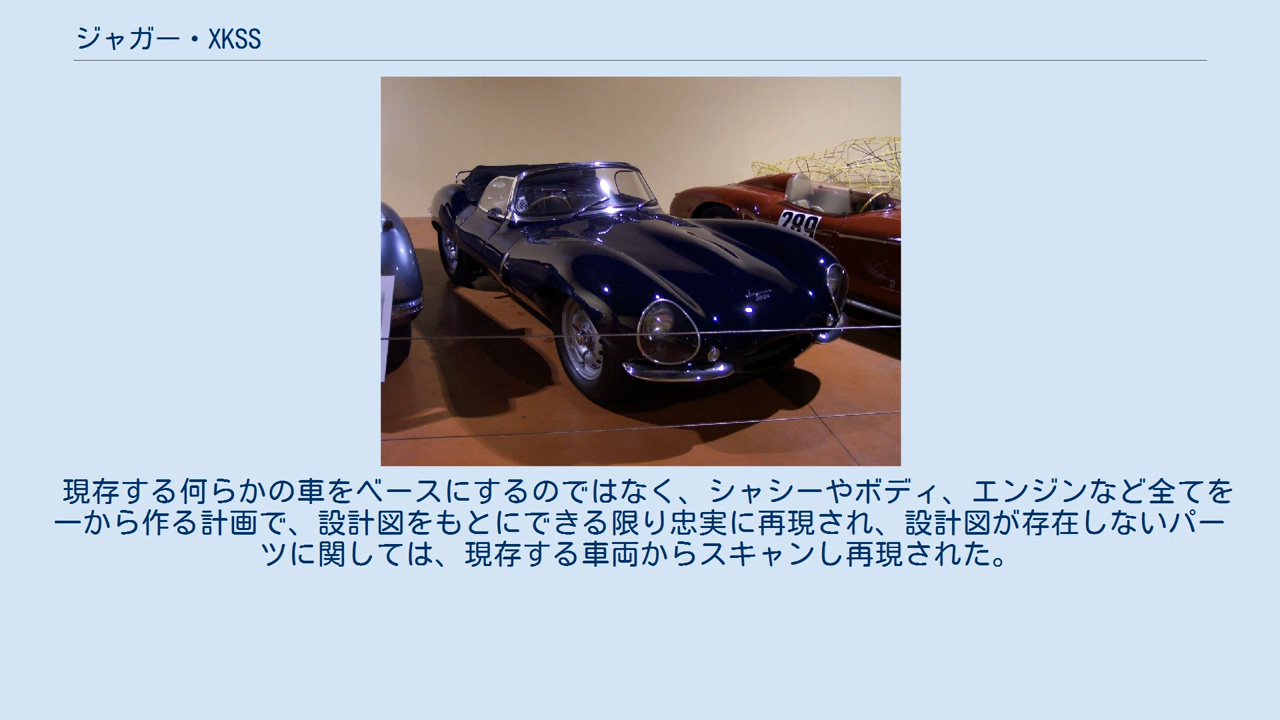 ジャガー・XKSS
289
現存する何らかの車をベースにするのではなく、シャシーやボディ、エンジンなど全てを
一から作る計画で、設計図をもとにできる限り忠実に再現され、設計図が存在しないパー
ツに関しては、現存する車両からスキャンし再現された。